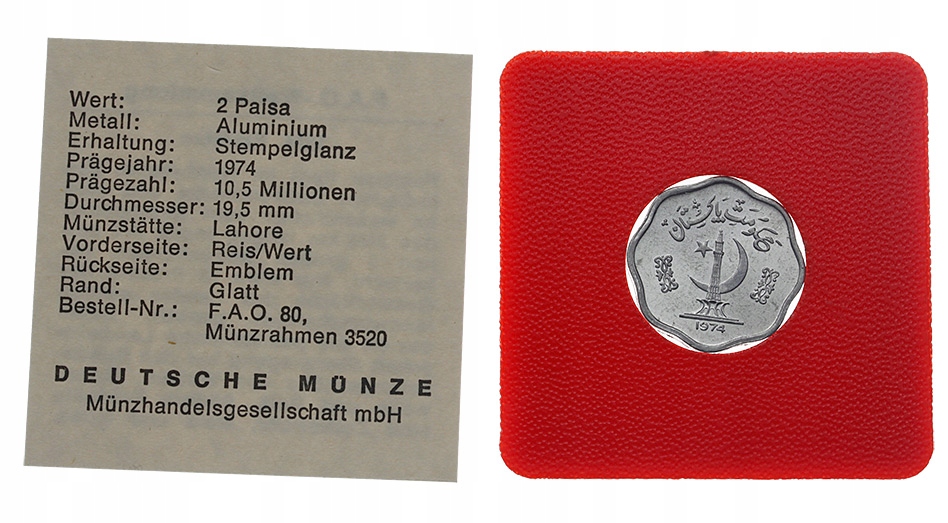 Wert: 2 Paisa
Metall: Aluminium
Erhaltung: Stempelglanz
Prägejahr: 1974
Prägezahl: 10,5 Millionen
Durchmesser: 19,5 mm
Münzstätte: Lahore
Vorderseite: Reis/Wert
Rückseite: Emblem
Rand: Glatt
Bestell-Nr.: F.A.O. 80,
Münzrahmen 3520
DEUTSCHE MÜNZE
Münzhandelsgesellschaft mbH
حکومت پاکستان
1974